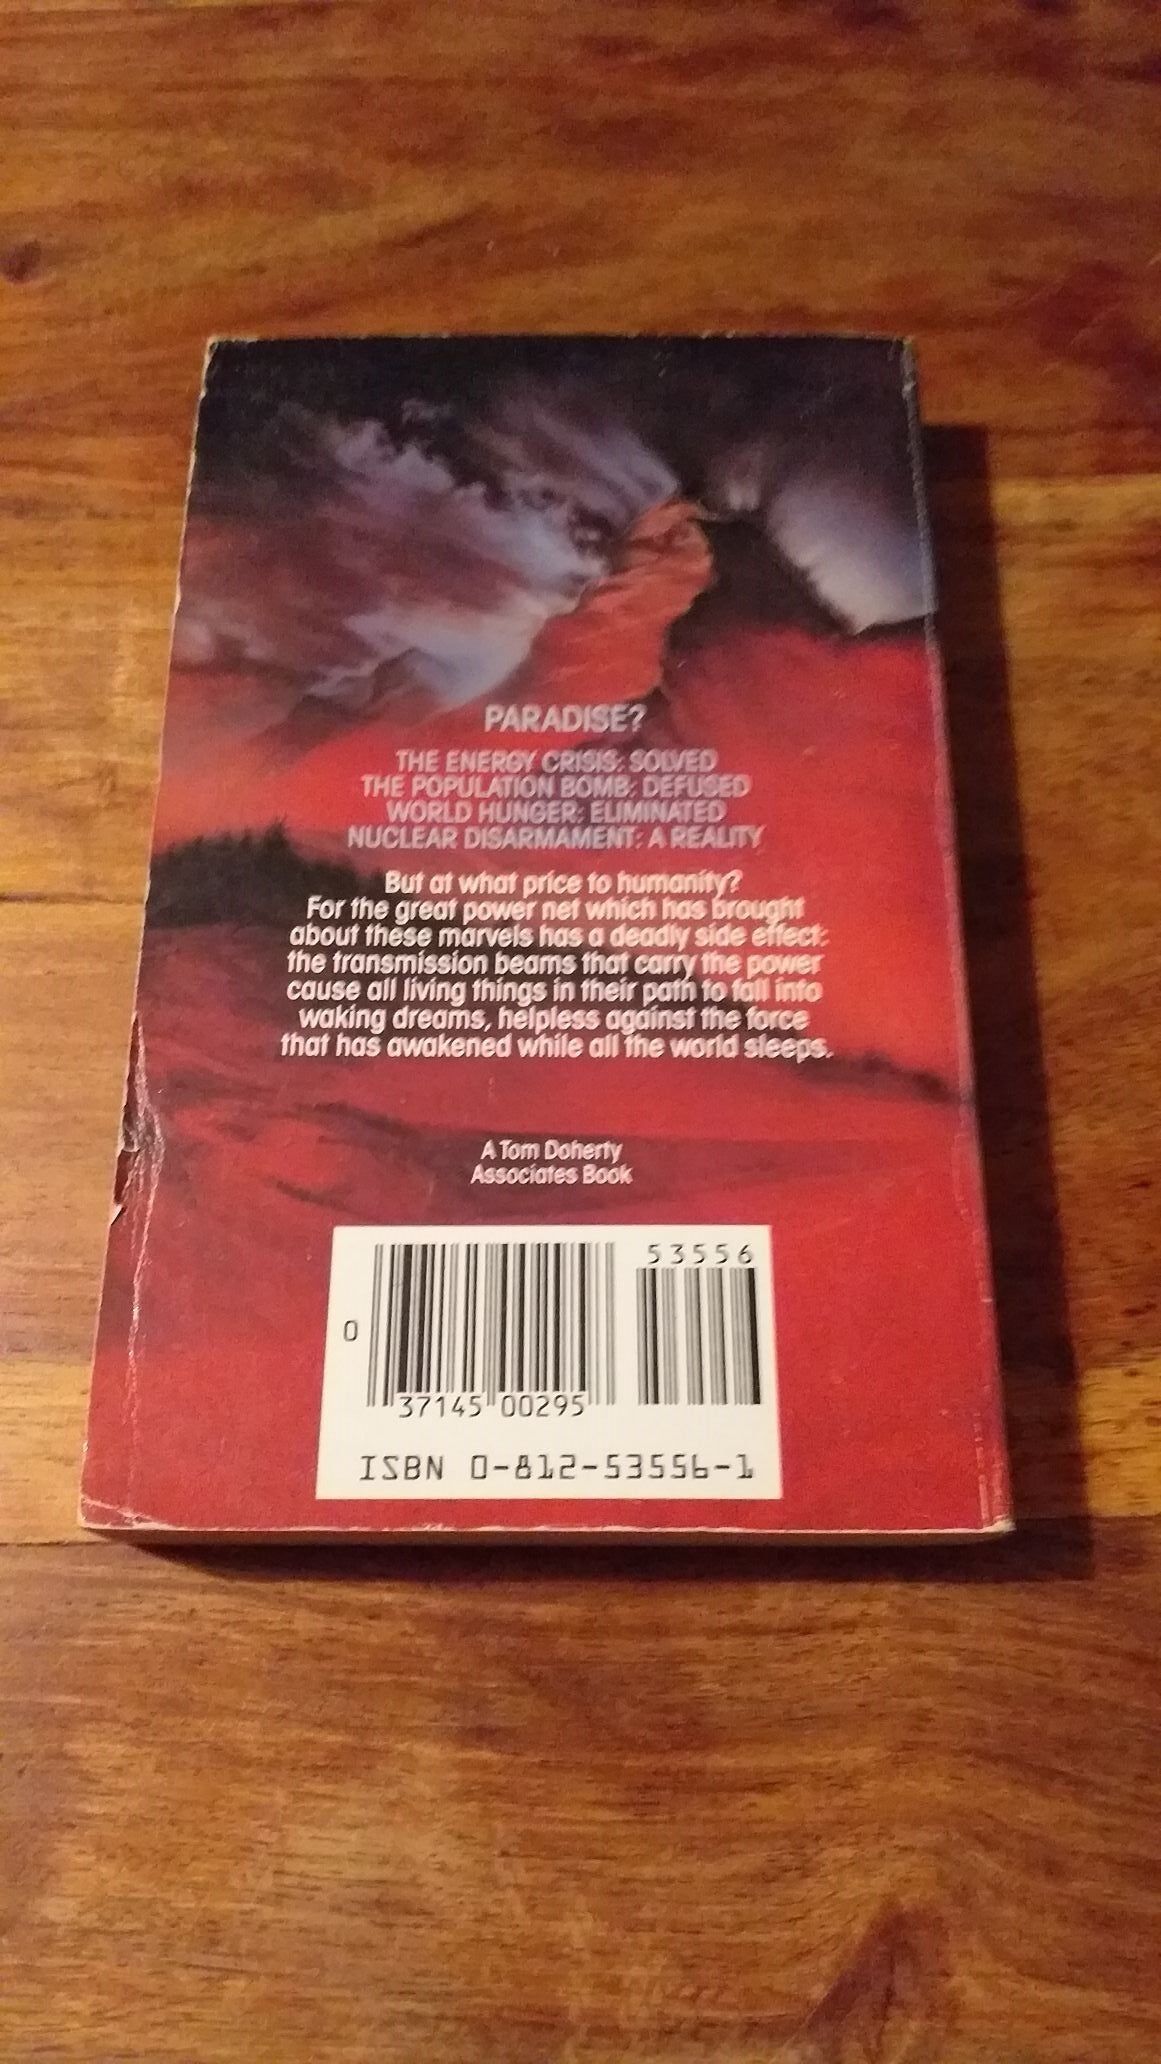 PARADISE?
THE ENERGY CRISIS: SOLVED
THE POPULATION BOMB: DEFUSED
WORLD HUNGER: ELIMINATED
NUCLEAR DISARMAMENT: A REALITY
But at what price to humanity?
For the great power net which has brought
about these marvels has a deadly side effect:
the transmission beams that carry the power
cause all living things in their path to fall into
waking dreams, helpless against the force
that has awakened while all the world sleeps.
A Tom Doherty
Associates Book
53556
0
37145 00295
ISBN 0-812-53556-1